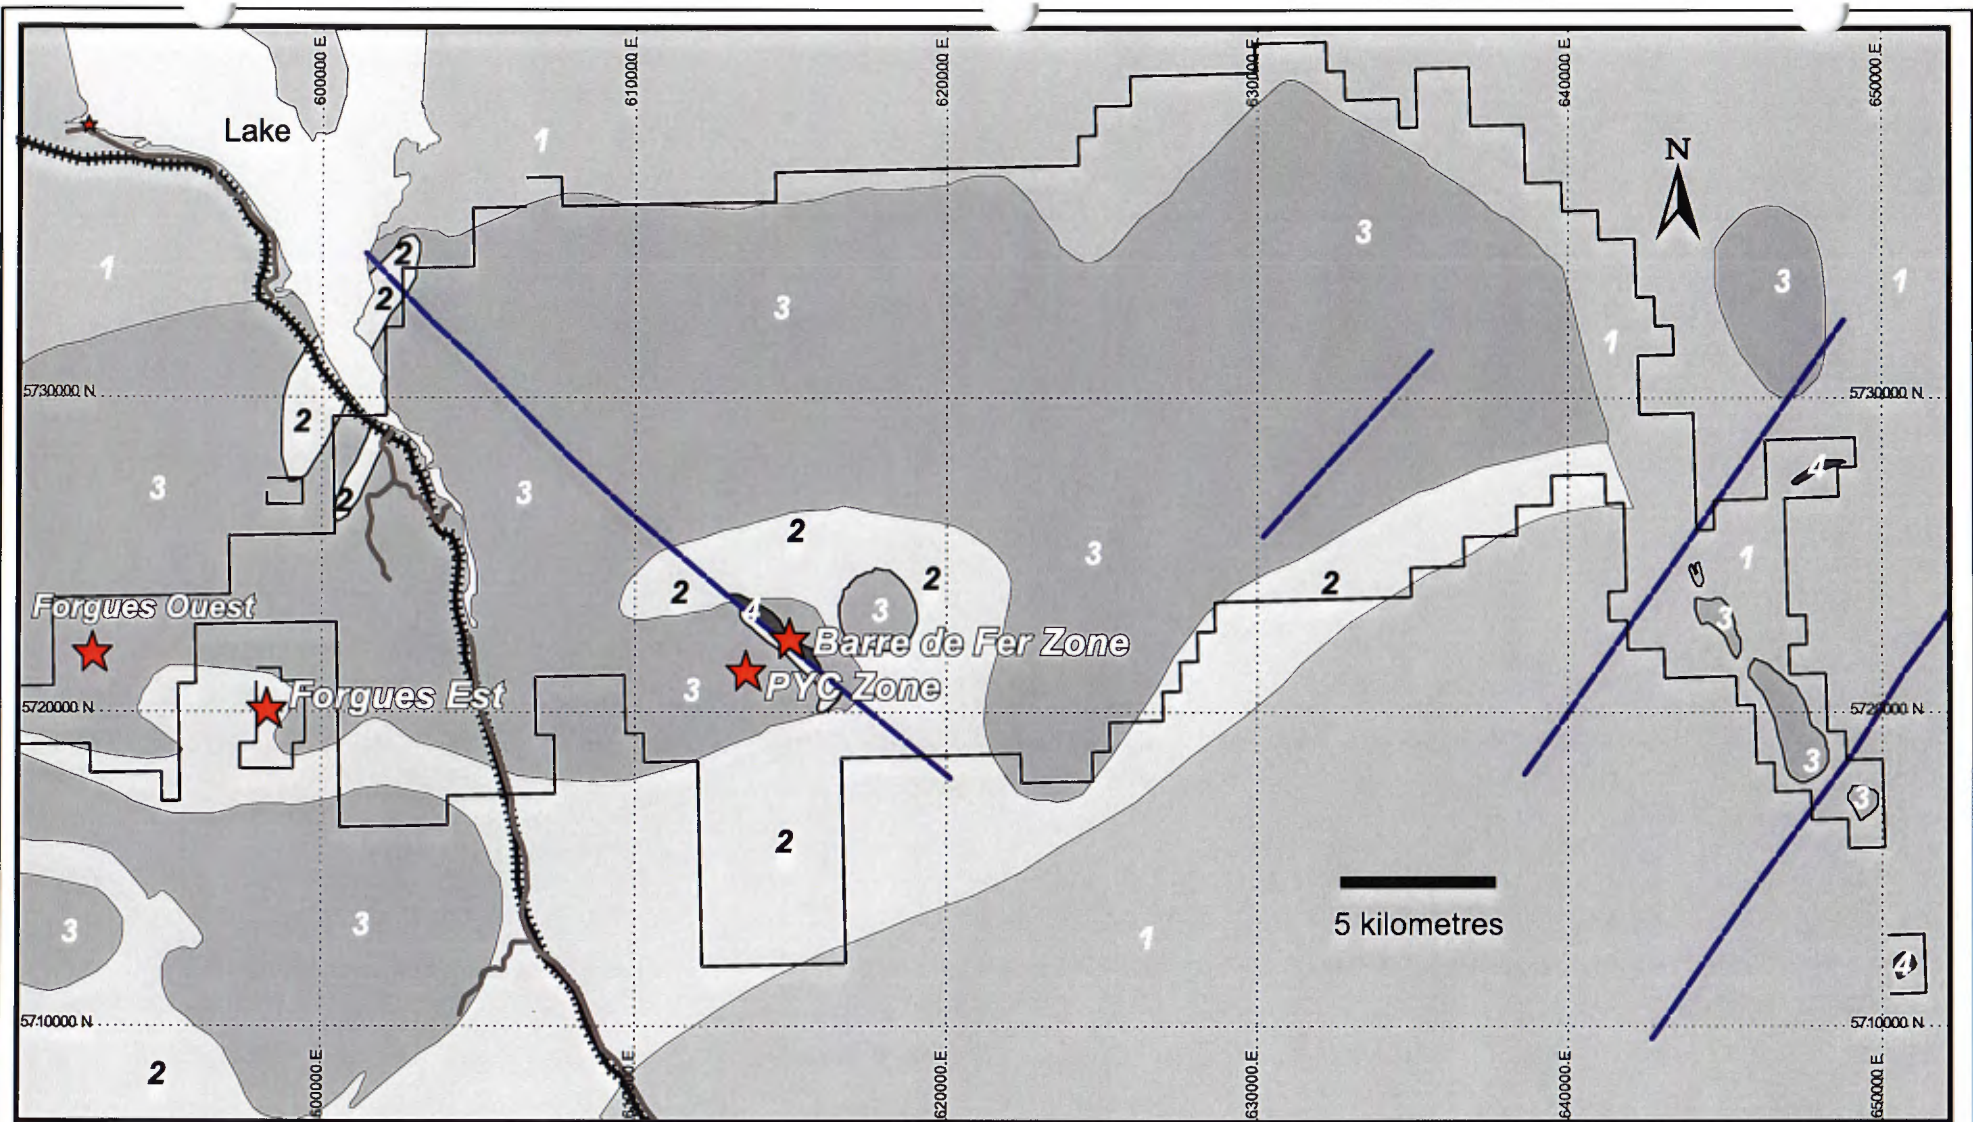 600000 E
610000 E
620000 E
630000 E
640000 E
650000 E
Lake
1
N
2
3
3
1
1
2
3
1
5730000 N
5730000 N
2
4
3
3
2
2
3
1
2
2
2
4
3
3
Forgues Ouest
Barre de Fer Zone
PYC Zone
3
Forgues Est
5720000 N
5720000 N
3
3
2
5 kilometres
3
3
1
4
5710000 N
5710000 N
2
600000 E
610000 E
620000 E
630000 E
640000 E
650000 E